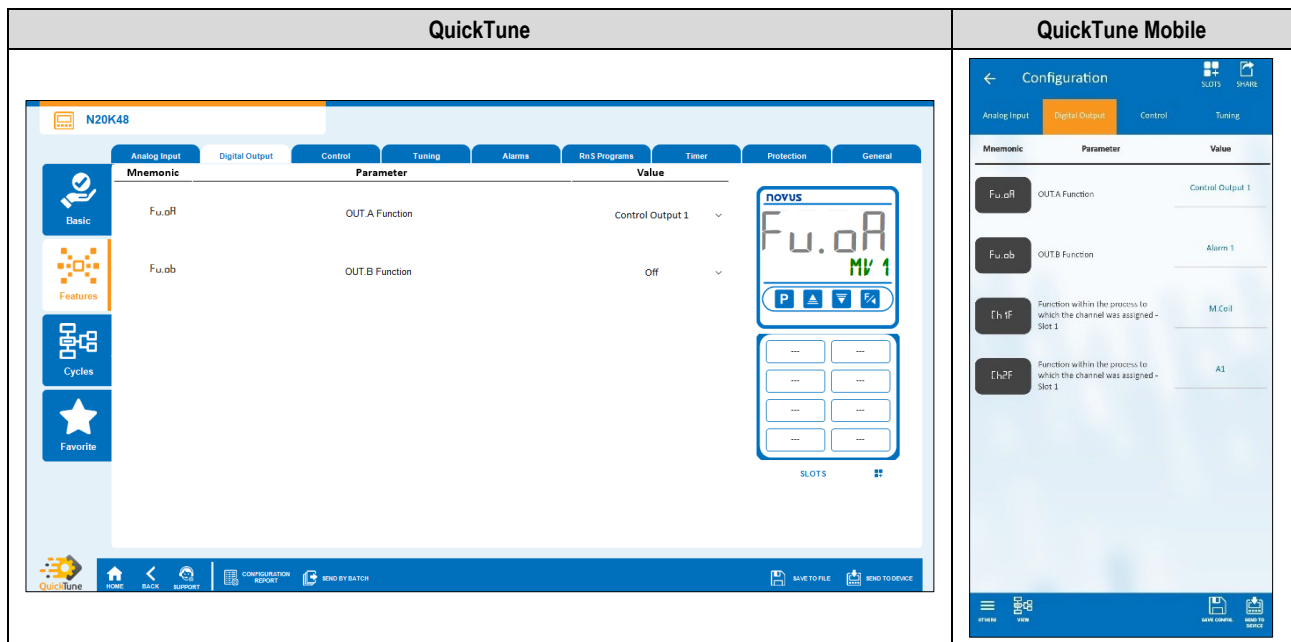 QuickTune
QuickTune Mobile
N20K48
Analog Input Digital Output Control Tuning Alarms RnS Programs Timer Protection General
Mnemonic Parameter Value
Basic
Fu.oA OUT.A Function Control Output 1
Fu.ob OUT.B Function Off
Features
Cycles
Favorite
novus
Fu.oA
MV 1
P F/4
--- ---
--- ---
--- ---
--- ---
SLOTS
QuickTune
HOME BACK SUPPORT CONFIGURATION REPORT SEND BY BATCH SAVE TO FILE SEND TO DEVICE
Configuration
SLOTS SHARE
Analog Input Digital Output Control Tuning
Mnemonic Parameter Value
Fu.oA OUT.A Function Control Output 1
Fu.ob OUT.B Function Alarm 1
Ch1F Function within the process to
which the channel was assigned -
Slot 1
M.Coil
Ch2F Function within the process to
which the channel was assigned -
Slot 1
A1
OTHERS VIEW SAVE CONFIG. SEND TO
DEVICE